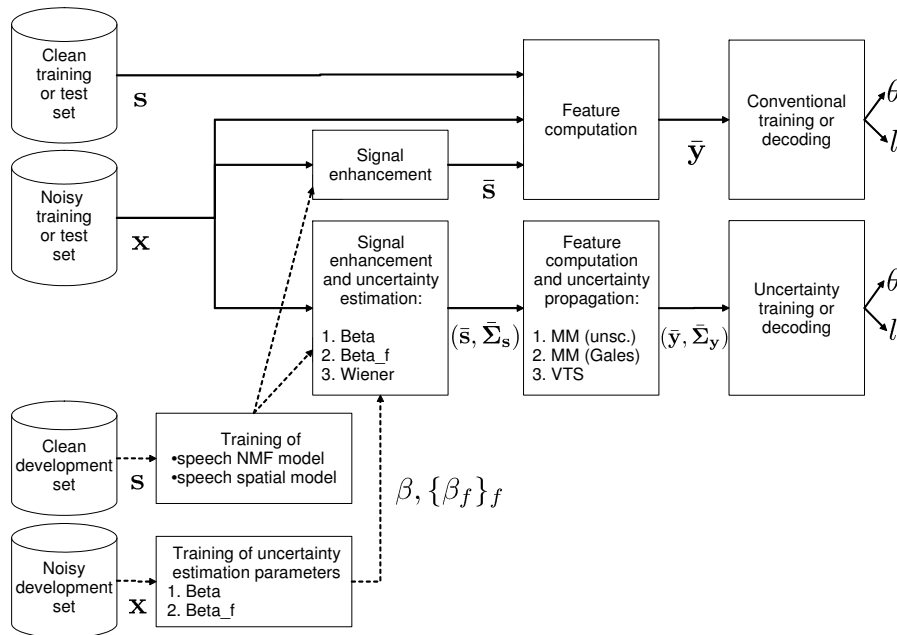 Clean
training
or test
set
s
Feature
computation
ȳ
Conventional
training or
decoding
θ
l
Signal
enhancement
s̄
Noisy
training
or test
set
x
Signal
enhancement
and uncertainty
estimation:
1. Beta
2. Beta_f
3. Wiener
(s̄, Σ̄ₛ)
Feature
computation
and uncertainty
propagation:
1. MM (unsc.)
2. MM (Gales)
3. VTS
(ȳ, Σ̄_y)
Uncertainty
training or
decoding
θ
l
Clean
development
set
s
Training of
•speech NMF model
•speech spatial model
β, {β_f}_f
Noisy
development
set
x
Training of uncertainty
estimation parameters
1. Beta
2. Beta_f